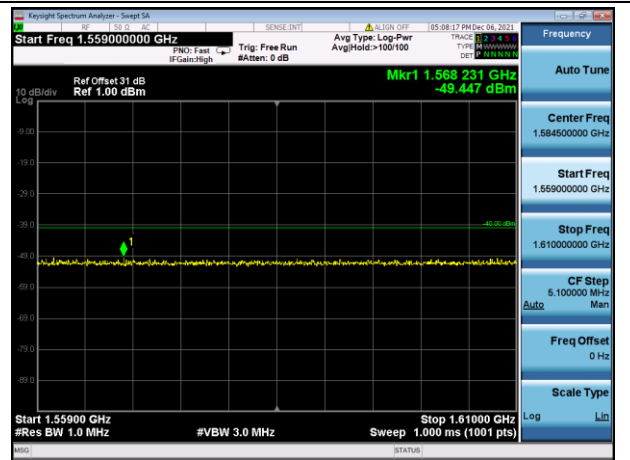 Keysight Spectrum Analyzer - Swept SA
RF 50 Ω AC SENSE:INT ALIGN OFF 05:08:17 PM Dec 06, 2021
Start Freq 1.559000000 GHz
PNO: Fast
IFGain:High
Trig: Free Run
#Atten: 0 dB
Avg Type: Log-Pwr
Avg|Hold:>100/100
TRACE 1 2 3 4 5 6
TYPE M WWWWW
DET P N N N N N
Frequency
Ref Offset 31 dB
10 dB/div Ref 1.00 dBm
Log
Mkr1 1.568 231 GHz
-49.447 dBm
-9.00
-19.0
-29.0
-39.0
-40.00 dBm
1
-49.0
-59.0
-69.0
-79.0
-89.0
Start 1.55900 GHz
#Res BW 1.0 MHz
#VBW 3.0 MHz
Stop 1.61000 GHz
Sweep 1.000 ms (1001 pts)
MSG
STATUS
Auto Tune
Center Freq
1.584500000 GHz
Start Freq
1.559000000 GHz
Stop Freq
1.610000000 GHz
CF Step
5.100000 MHz
Auto Man
Freq Offset
0 Hz
Scale Type
Log Lin